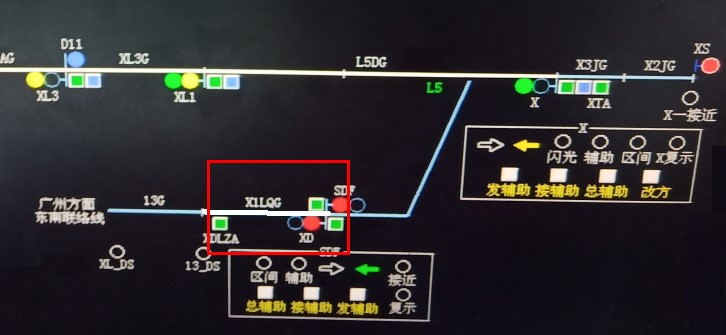 AG
D11
XL3G
L5DG
X3JG
X2JG
XS
XL3
XL1
L5
X
XTA
X一接近
X
闪光 辅助 区间 X复示
发辅助 接辅助 总辅助 改方
广州方面
东南联络线
13G
X1LQG
SDF
XDLZA
XD
XL_DS
13_DS
SDF
区间 辅助 接近
总辅助 接辅助 发辅助 复示